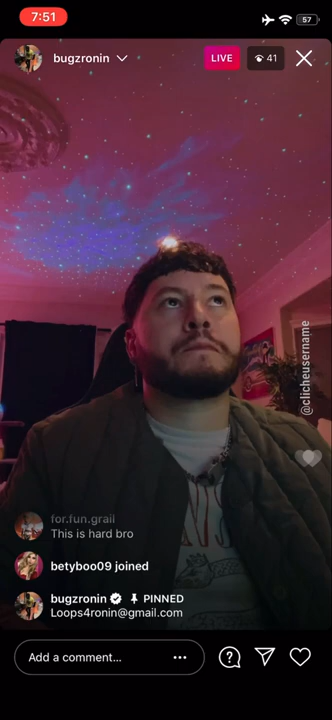 7:51
57
bugzronin
LIVE
41
@clicheusername
for.fun.grail
This is hard bro
betyboo09 joined
bugzronin PINNED
Loops4ronin@gmail.com
Add a comment...